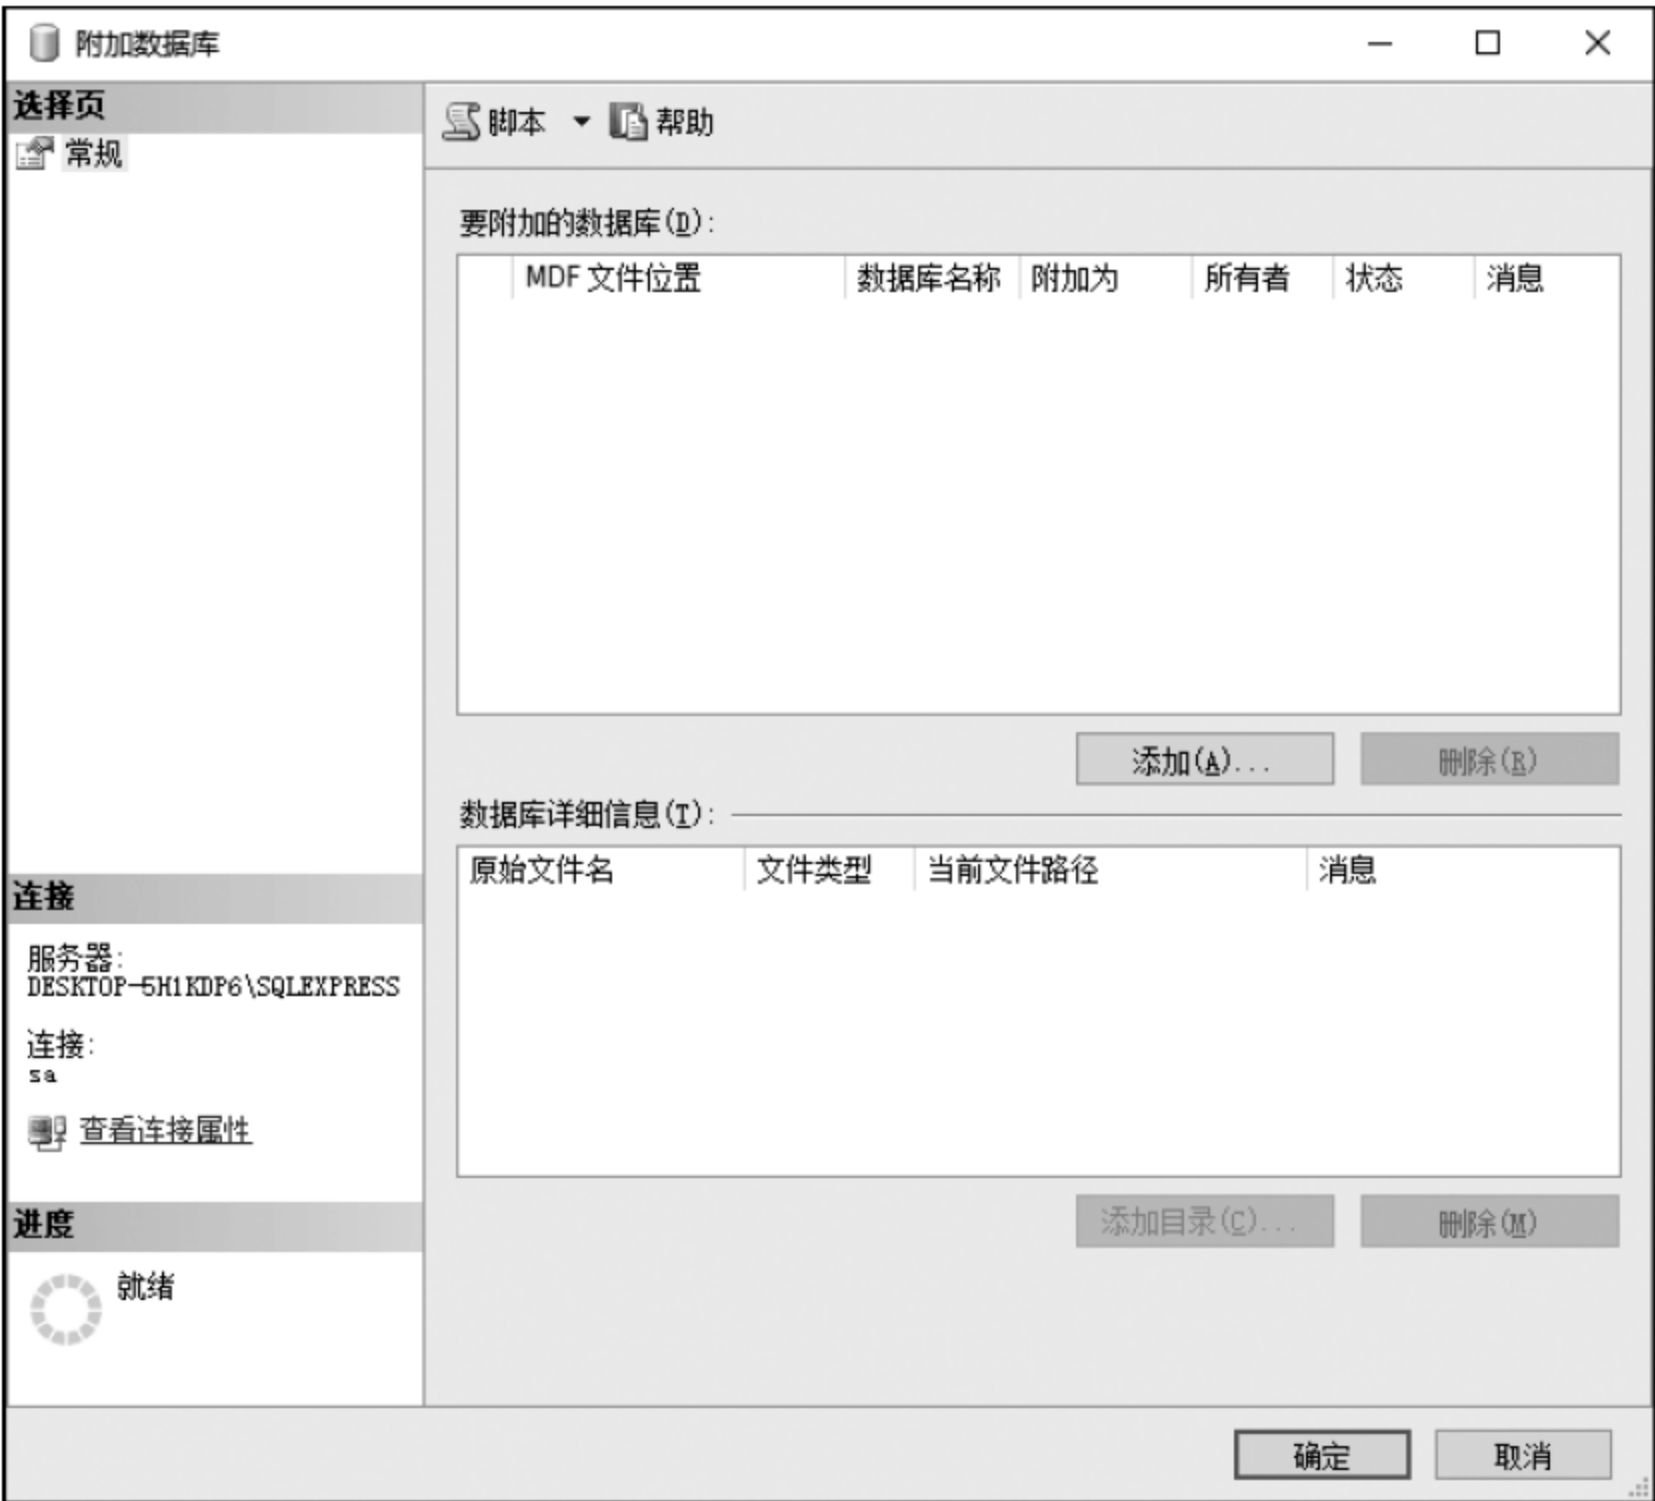 附加数据库
选择页
常规
脚本 帮助
要附加的数据库(D):
MDF 文件位置 数据库名称 附加为 所有者 状态 消息
添加(A)... 删除(R)
数据库详细信息(T):
原始文件名 文件类型 当前文件路径 消息
添加目录(C)... 删除(M)
连接
服务器:
DESKTOP-5H1KDP6\SQLEXPRESS
连接:
sa
查看连接属性
进度
就绪
确定 取消